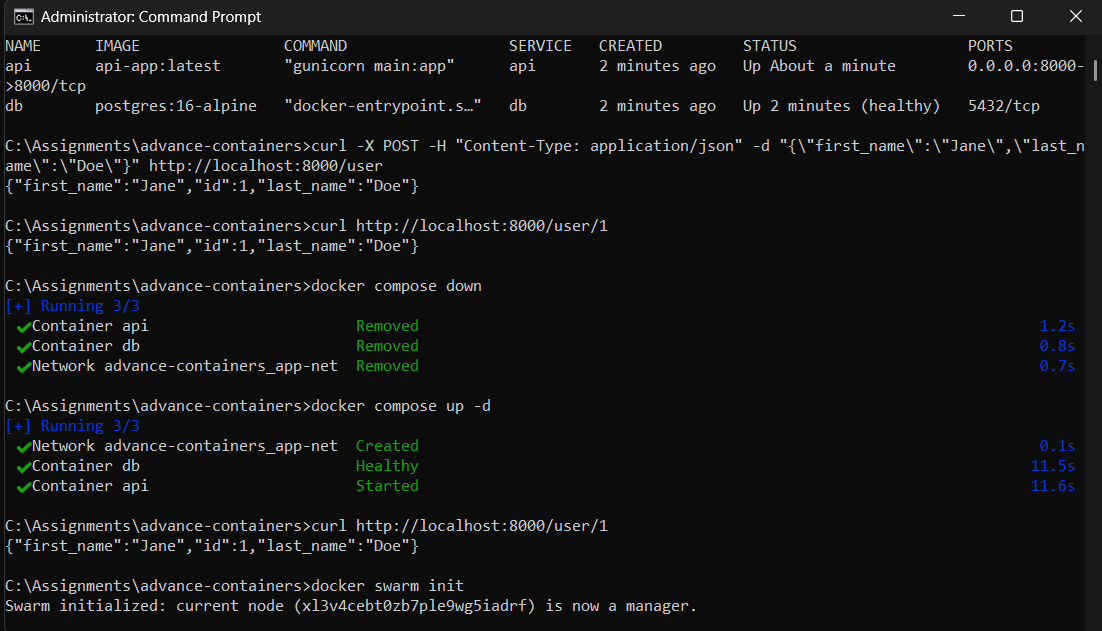 Administrator: Command Prompt
NAME IMAGE COMMAND SERVICE CREATED STATUS PORTS
api api-app:latest "gunicorn main:app" api 2 minutes ago Up About a minute 0.0.0.0:8000-
>8000/tcp
db postgres:16-alpine "docker-entrypoint.s…" db 2 minutes ago Up 2 minutes (healthy) 5432/tcp
C:\Assignments\advance-containers>curl -X POST -H "Content-Type: application/json" -d "{\"first_name\":\"Jane\",\"last_n
ame\":\"Doe\"}" http://localhost:8000/user
{"first_name":"Jane","id":1,"last_name":"Doe"}
C:\Assignments\advance-containers>curl http://localhost:8000/user/1
{"first_name":"Jane","id":1,"last_name":"Doe"}
C:\Assignments\advance-containers>docker compose down
[+] Running 3/3
✔Container api Removed 1.2s
✔Container db Removed 0.8s
✔Network advance-containers_app-net Removed 0.7s
C:\Assignments\advance-containers>docker compose up -d
[+] Running 3/3
✔Network advance-containers_app-net Created 0.1s
✔Container db Healthy 11.5s
✔Container api Started 11.6s
C:\Assignments\advance-containers>curl http://localhost:8000/user/1
{"first_name":"Jane","id":1,"last_name":"Doe"}
C:\Assignments\advance-containers>docker swarm init
Swarm initialized: current node (xl3v4cebt0zb7ple9wg5iadrf) is now a manager.